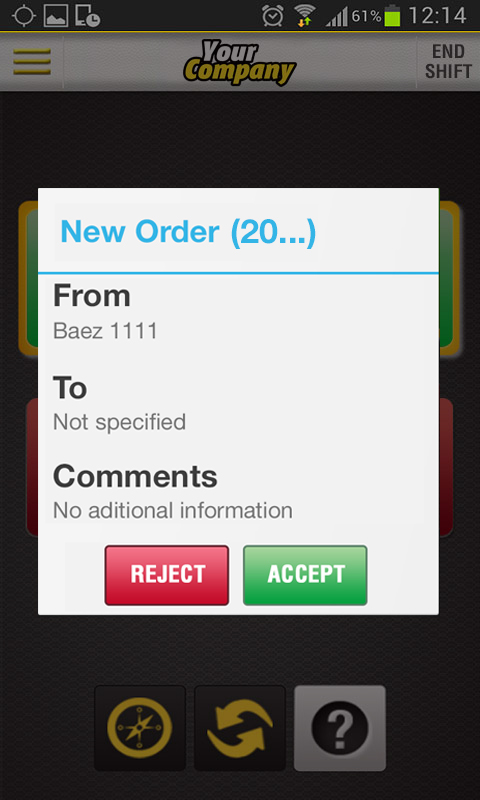 61% 12:14
Your
Company
END
SHIFT
New Order (20...)
From
Baez 1111
To
Not specified
Comments
No aditional information
REJECT ACCEPT
?